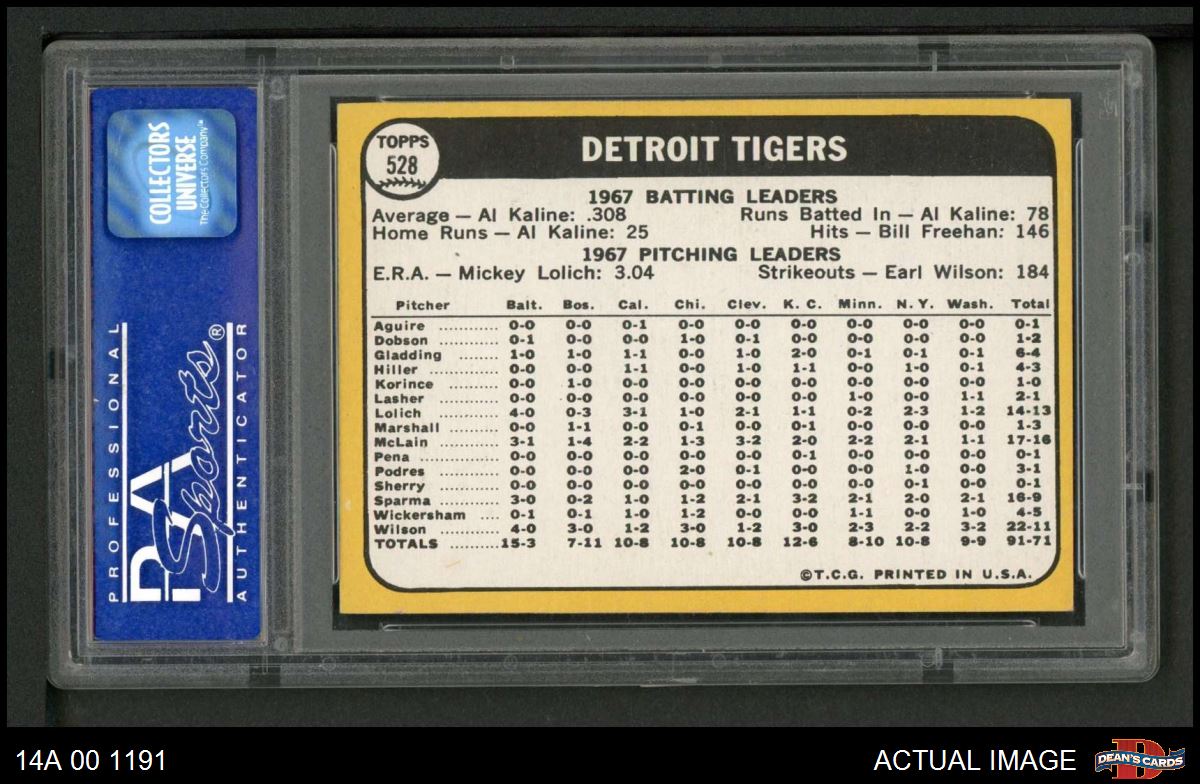 COLLECTORS
UNIVERSE
The Collectors Company™
PROFESSIONAL
PSA
Sports®
AUTHENTICATOR
TOPPS
528
DETROIT TIGERS
1967 BATTING LEADERS
Average — Al Kaline: .308 Runs Batted In — Al Kaline: 78
Home Runs — Al Kaline: 25 Hits — Bill Freehan: 146
1967 PITCHING LEADERS
E.R.A. — Mickey Lolich: 3.04 Strikeouts — Earl Wilson: 184
Pitcher Balt. Bos. Cal. Chi. Clev. K. C. Minn. N. Y. Wash. Total
Aguire ............ 0-0 0-0 0-1 0-0 0-0 0-0 0-0 0-0 0-0 0-1
Dobson ............ 0-1 0-0 0-0 1-0 0-1 0-0 0-0 0-0 0-0 1-2
Gladding ........ 1-0 1-0 1-1 0-0 1-0 2-0 0-1 0-1 0-1 6-4
Hiller ............ 0-0 0-0 1-1 0-0 1-0 1-1 0-0 1-0 0-1 4-3
Korince .......... 0-0 1-0 0-0 0-0 0-0 0-0 0-0 0-0 0-0 1-0
Lasher ............ 0-0 0-0 0-0 0-0 0-0 0-0 1-0 0-0 1-1 2-1
Lolich ............ 4-0 0-3 3-1 1-0 2-1 1-1 0-2 2-3 1-2 14-13
Marshall ........ 0-0 1-1 0-0 0-1 0-0 0-0 0-0 0-1 0-0 1-3
McLain ............ 3-1 1-4 2-2 1-3 3-2 2-0 2-2 2-1 1-1 17-16
Pena ............ 0-0 0-0 0-0 0-0 0-0 0-1 0-0 0-0 0-0 0-1
Podres ............ 0-0 0-0 0-0 2-0 0-1 0-0 0-0 1-0 0-0 3-1
Sherry ............ 0-0 0-0 0-0 0-0 0-0 0-0 0-0 0-1 0-0 0-1
Sparma ............ 3-0 0-2 1-0 1-2 2-1 3-2 2-1 2-0 2-1 16-9
Wickersham .... 0-1 0-1 1-0 1-2 0-0 0-0 1-1 0-0 1-0 4-5
Wilson ............ 4-0 3-0 1-2 3-0 1-2 3-0 2-3 2-2 3-2 22-11
TOTALS .......... 15-3 7-11 10-8 10-8 10-8 12-6 8-10 10-8 9-9 91-71
©T.C.G. PRINTED IN U.S.A.
14A 00 1191
ACTUAL IMAGE
D
DEAN'S CARDS